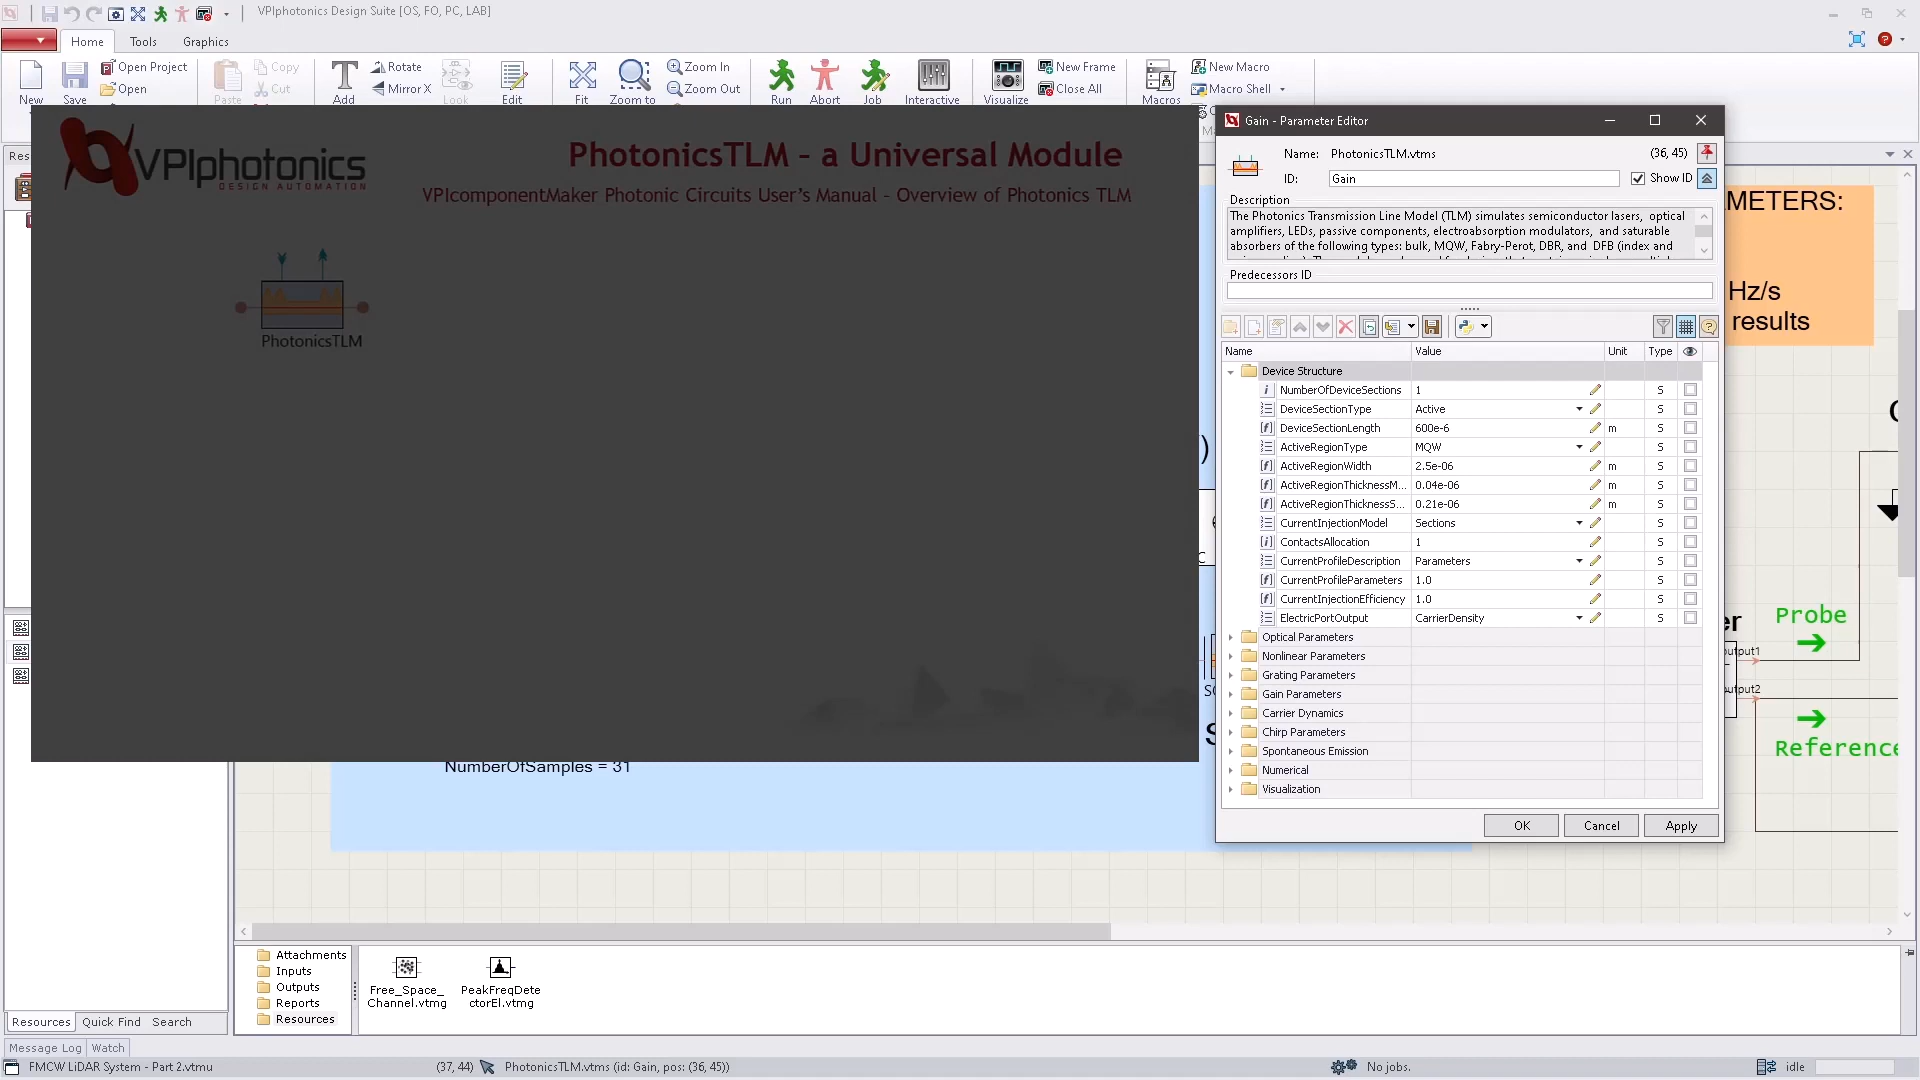 VPIphotonics Design Suite [OS, FO, PC, LAB]
Home
Tools
Graphics
New
Save
Open Project
Open
Paste
Copy
Cut
Add
Rotate
Mirror X
Look
Edit
Fit
Zoom to
Zoom In
Zoom Out
Run
Abort
Job
Interactive
Visualize
New Frame
Close All
Macros
New Macro
Macro Shell
VPIphotonics
DESIGN AUTOMATION
PhotonicsTLM – a Universal Module
VPIcomponentMaker Photonic Circuits User's Manual – Overview of Photonics TLM
PhotonicsTLM
NumberOfSamples = 31
Gain - Parameter Editor
Name: PhotonicsTLM.vtms (36, 45)
ID: Gain Show ID
Description
The Photonics Transmission Line Model (TLM) simulates semiconductor lasers, optical
amplifiers, LEDs, passive components, electroabsorption modulators, and saturable
absorbers of the following types: bulk, MQW, Fabry-Perot, DBR, and DFB (index and
Predecessors ID
Name Value Unit Type
Device Structure
NumberOfDeviceSections 1 S
DeviceSectionType Active S
DeviceSectionLength 600e-6 m S
ActiveRegionType MQW S
ActiveRegionWidth 2.5e-06 m S
ActiveRegionThicknessM... 0.04e-06 m S
ActiveRegionThicknessS... 0.21e-06 m S
CurrentInjectionModel Sections S
ContactsAllocation 1 S
CurrentProfileDescription Parameters S
CurrentProfileParameters 1.0 S
CurrentInjectionEfficiency 1.0 S
ElectricPortOutput CarrierDensity S
Optical Parameters
Nonlinear Parameters
Grating Parameters
Gain Parameters
Carrier Dynamics
Chirp Parameters
Spontaneous Emission
Numerical
Visualization
OK
Cancel
Apply
METERS:
Hz/s
results
Probe
Reference
Attachments
Inputs
Outputs
Reports
Resources
Free_Space_
Channel.vtmg
PeakFreqDete
ctorEl.vtmg
Resources
Quick Find
Search
Message Log
Watch
FMCW LiDAR System - Part 2.vtmu
(37, 44)
PhotonicsTLM.vtms (id: Gain, pos: (36, 45))
No jobs.
idle